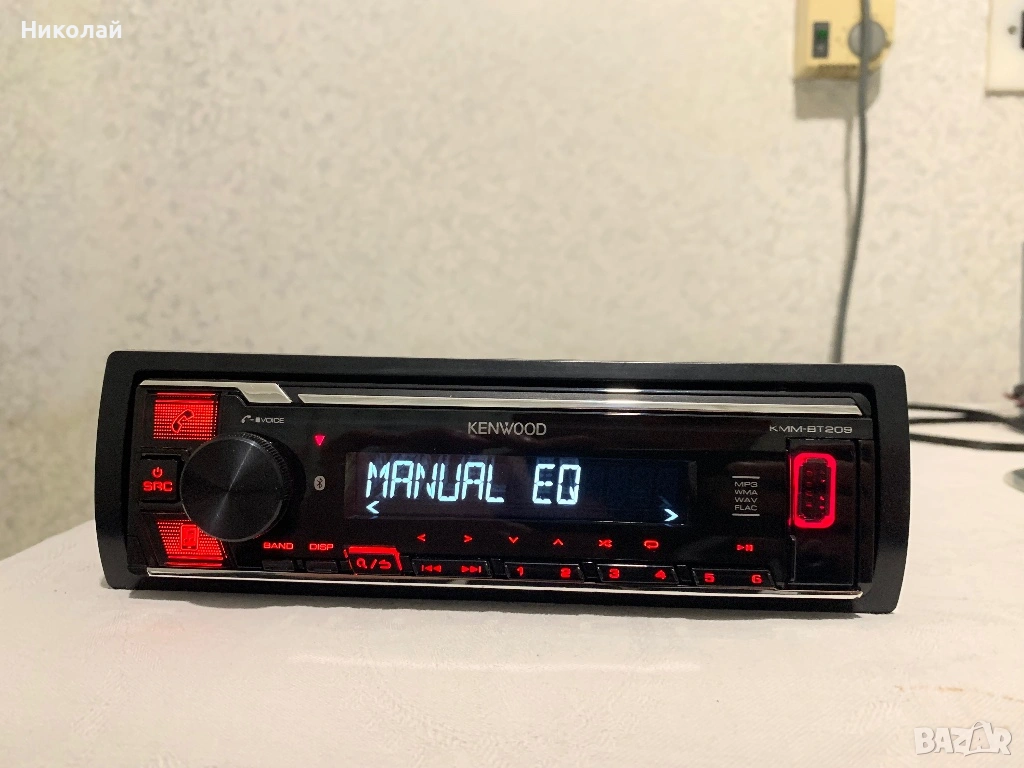 Николай
VOICE
KENWOOD
KMM-BT209
SRC
MANUAL EQ
MP3
WMA
WAV
FLAC
BAND DISP
1 2 3 4 5 6
BAZAR